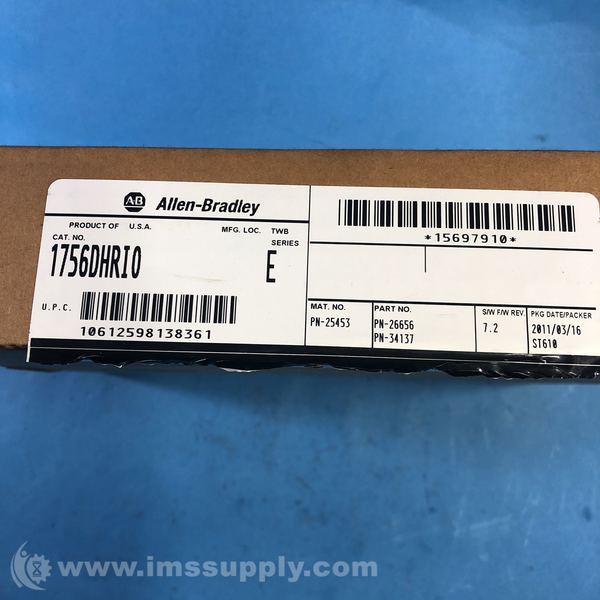 AB Allen-Bradley
PRODUCT OF U.S.A. MFG. LOC. TWB
CAT. NO. SERIES
1756DHRIO E
U.P.C.
10612598138361
*15697910*
MAT. NO. PART NO. S/W F/W REV. PKG DATE/PACKER
PN-25453 PN-26656 7.2 2011/03/16
PN-34137 ST610
www.imssupply.com